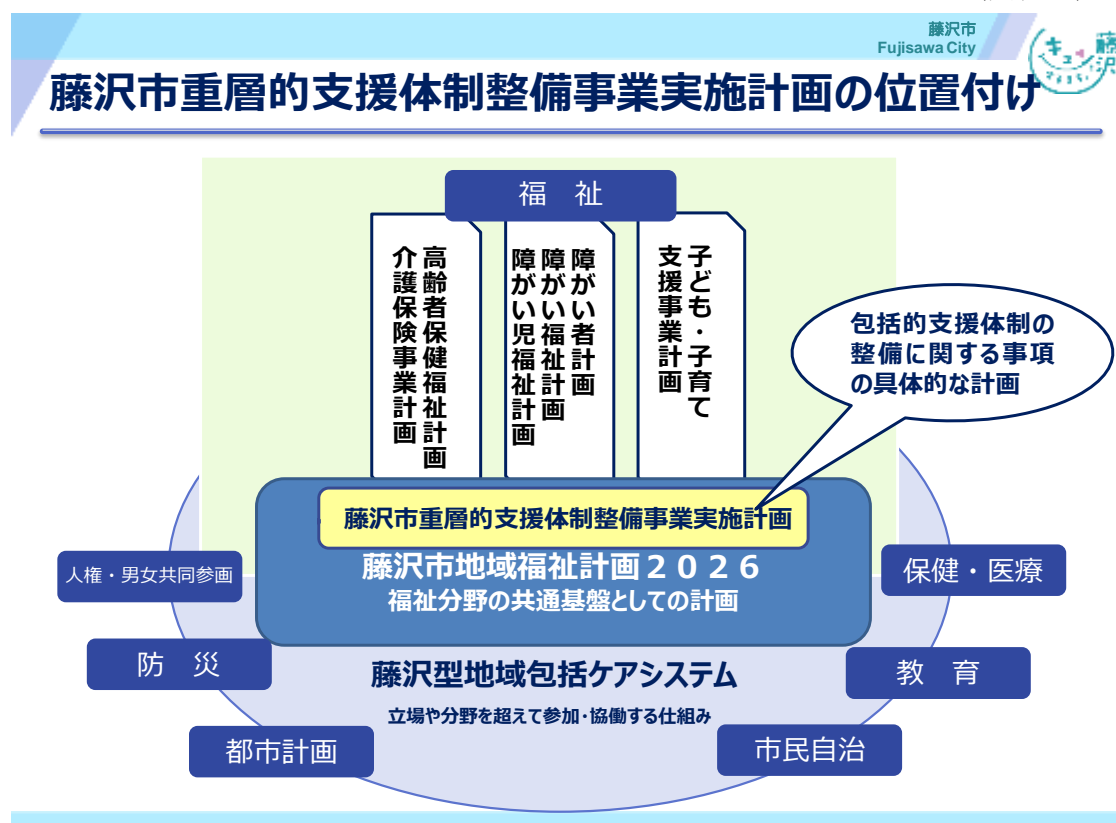 藤沢市
Fujisawa City
キュンとするまち。
藤沢
藤沢市重層的支援体制整備事業実施計画の位置付け
福 祉
高齢者保健福祉計画
介護保険事業計画
障がい者計画
障がい福祉計画
障がい児福祉計画
子ども・子育て
支援事業計画
包括的支援体制の
整備に関する事項
の具体的な計画
藤沢市重層的支援体制整備事業実施計画
藤沢市地域福祉計画2026
福祉分野の共通基盤としての計画
人権・男女共同参画
保健・医療
防 災
教 育
藤沢型地域包括ケアシステム
立場や分野を超えて参加・協働する仕組み
都市計画
市民自治